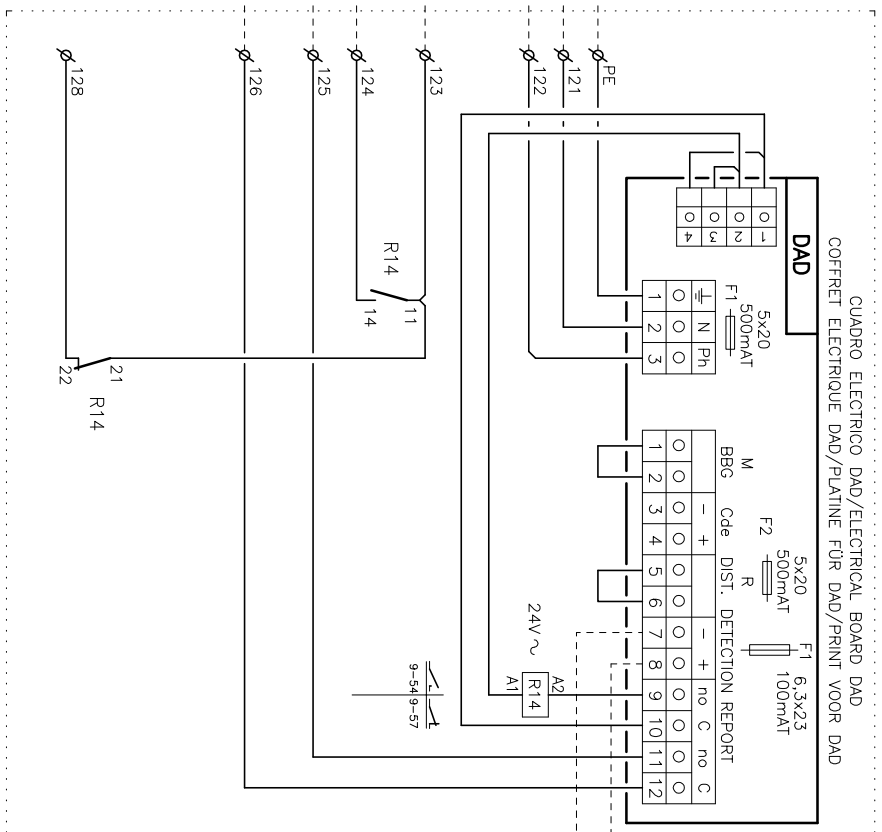 CUADRO ELECTRICO DAD/ELECTRICAL BOARD DAD
COFFRET ELECTRIQUE DAD/PLATINE FÜR DAD/PRINT VOOR DAD
DAD
1
2
3
4
F1
5x20
500mAT
⏚ N Ph
1 2 3
F2
5x20
500mAT
F1
6,3x23
100mAT
M
R
BBG Cde DIST. DETECTION REPORT
- + - + no C no C
1 2 3 4 5 6 7 8 9 10 11 12
PE
121
122
123
124
125
126
128
R14
11
14
21
22
R14
24V ~
A1 R14 A2
9-54 9-57